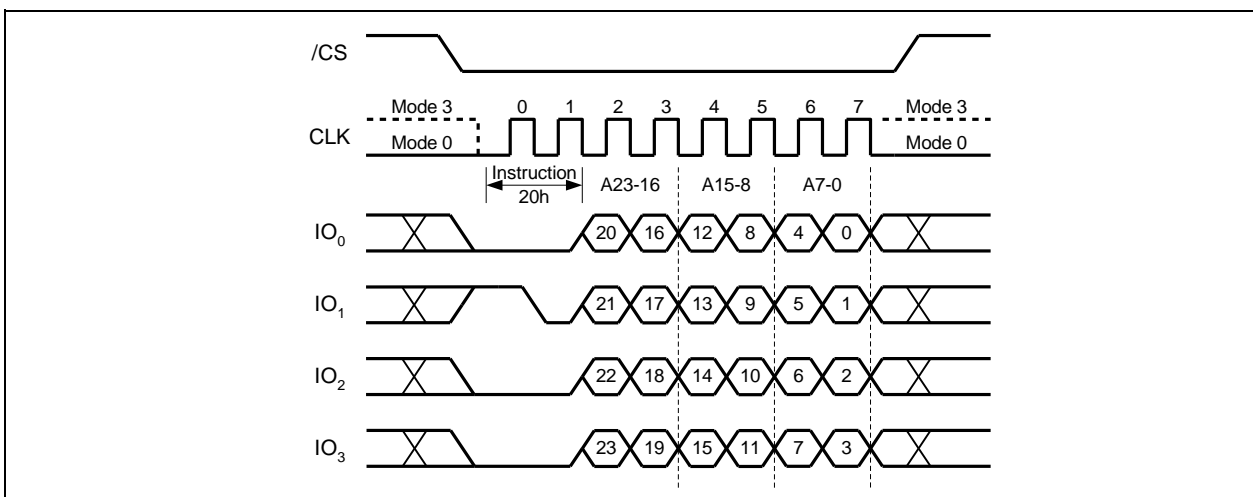 /CS
Mode 3 0 1 2 3 4 5 6 7 Mode 3
CLK
Mode 0 Mode 0
Instruction
20h A23-16 A15-8 A7-0
IO0 20 16 12 8 4 0
IO1 21 17 13 9 5 1
IO2 22 18 14 10 6 2
IO3 23 19 15 11 7 3